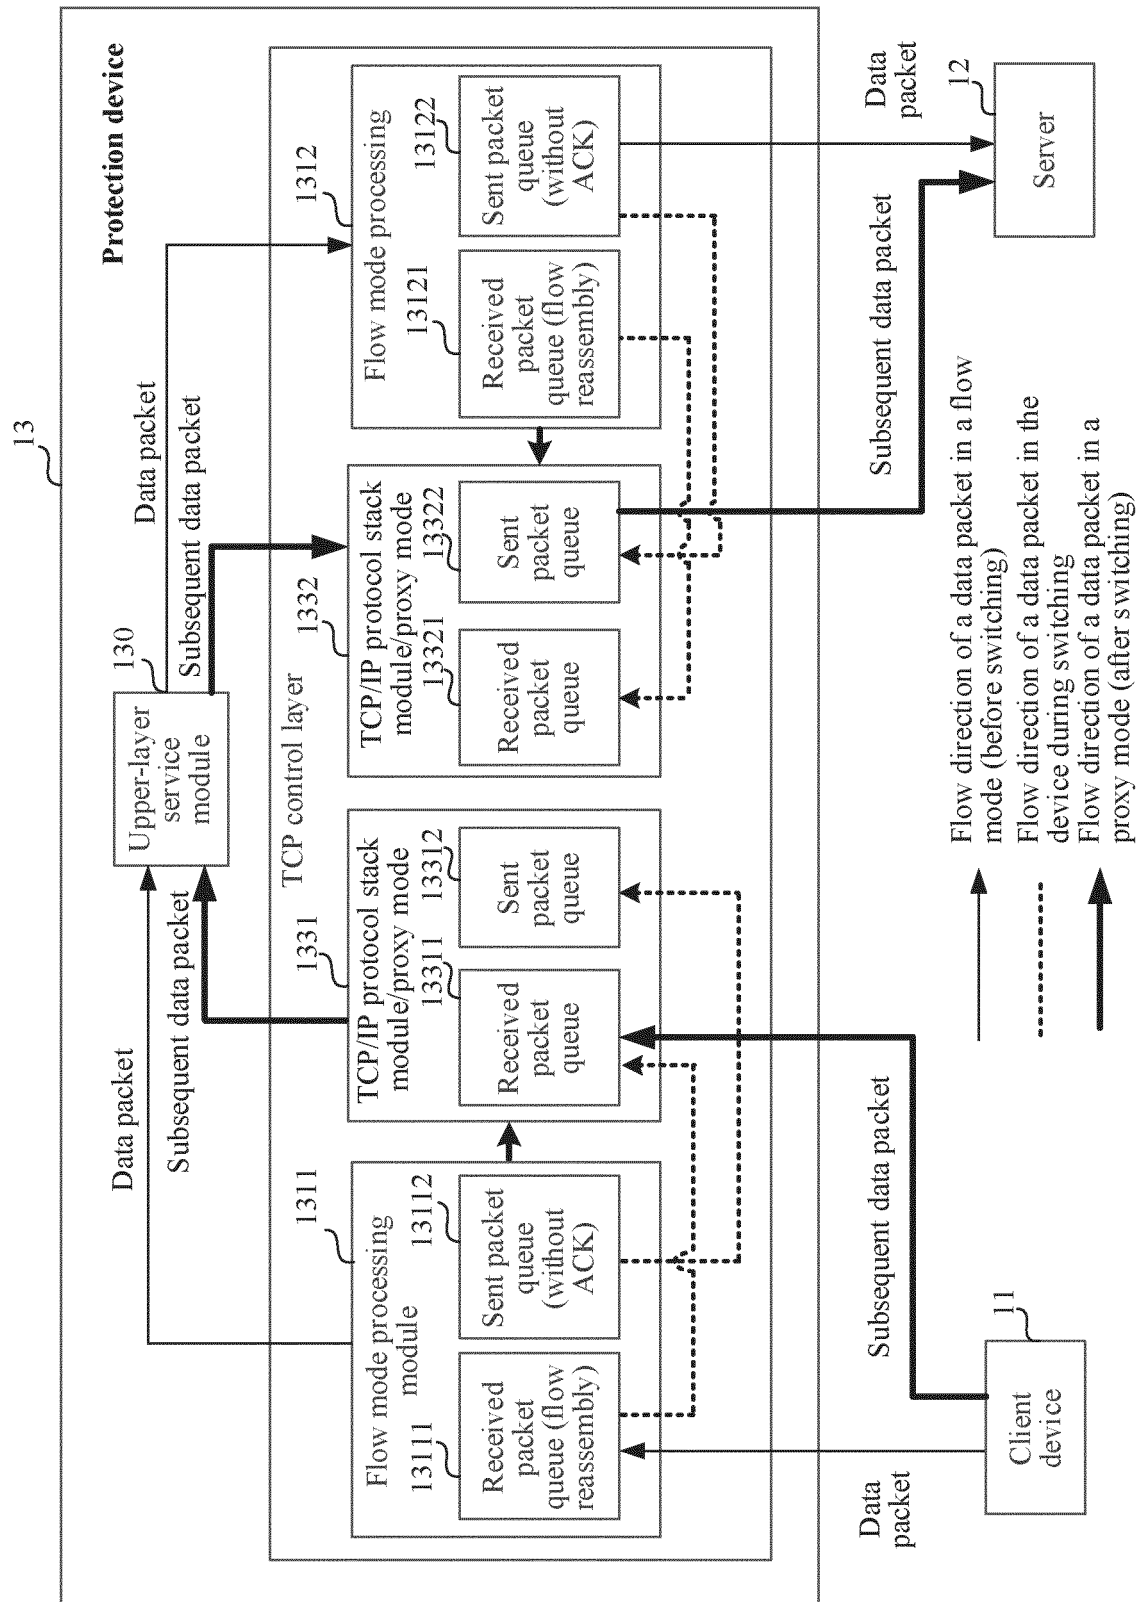 13
Protection device
Data packet
Subsequent data packet
Upper-layer
service
module
130
Data packet
Subsequent data packet
TCP control layer
1311
Flow mode processing
module
13111
Received
packet
queue (flow
reassembly)
13112
Sent packet
queue
(without
ACK)
1331
TCP/IP protocol stack
module/proxy mode
13311
Received
packet
queue
13312
Sent
packet
queue
1332
TCP/IP protocol stack
module/proxy mode
13321
Received
packet
queue
13322
Sent
packet
queue
1312
Flow mode processing
13121
Received
packet
queue (flow
reassembly)
13122
Sent packet
queue
(without
ACK)
Data
packet
Subsequent data packet
Subsequent data packet
Data
packet
11
Client
device
12
Server
Flow direction of a data packet in a flow
mode (before switching)
Flow direction of a data packet in the
device during switching
Flow direction of a data packet in a
proxy mode (after switching)